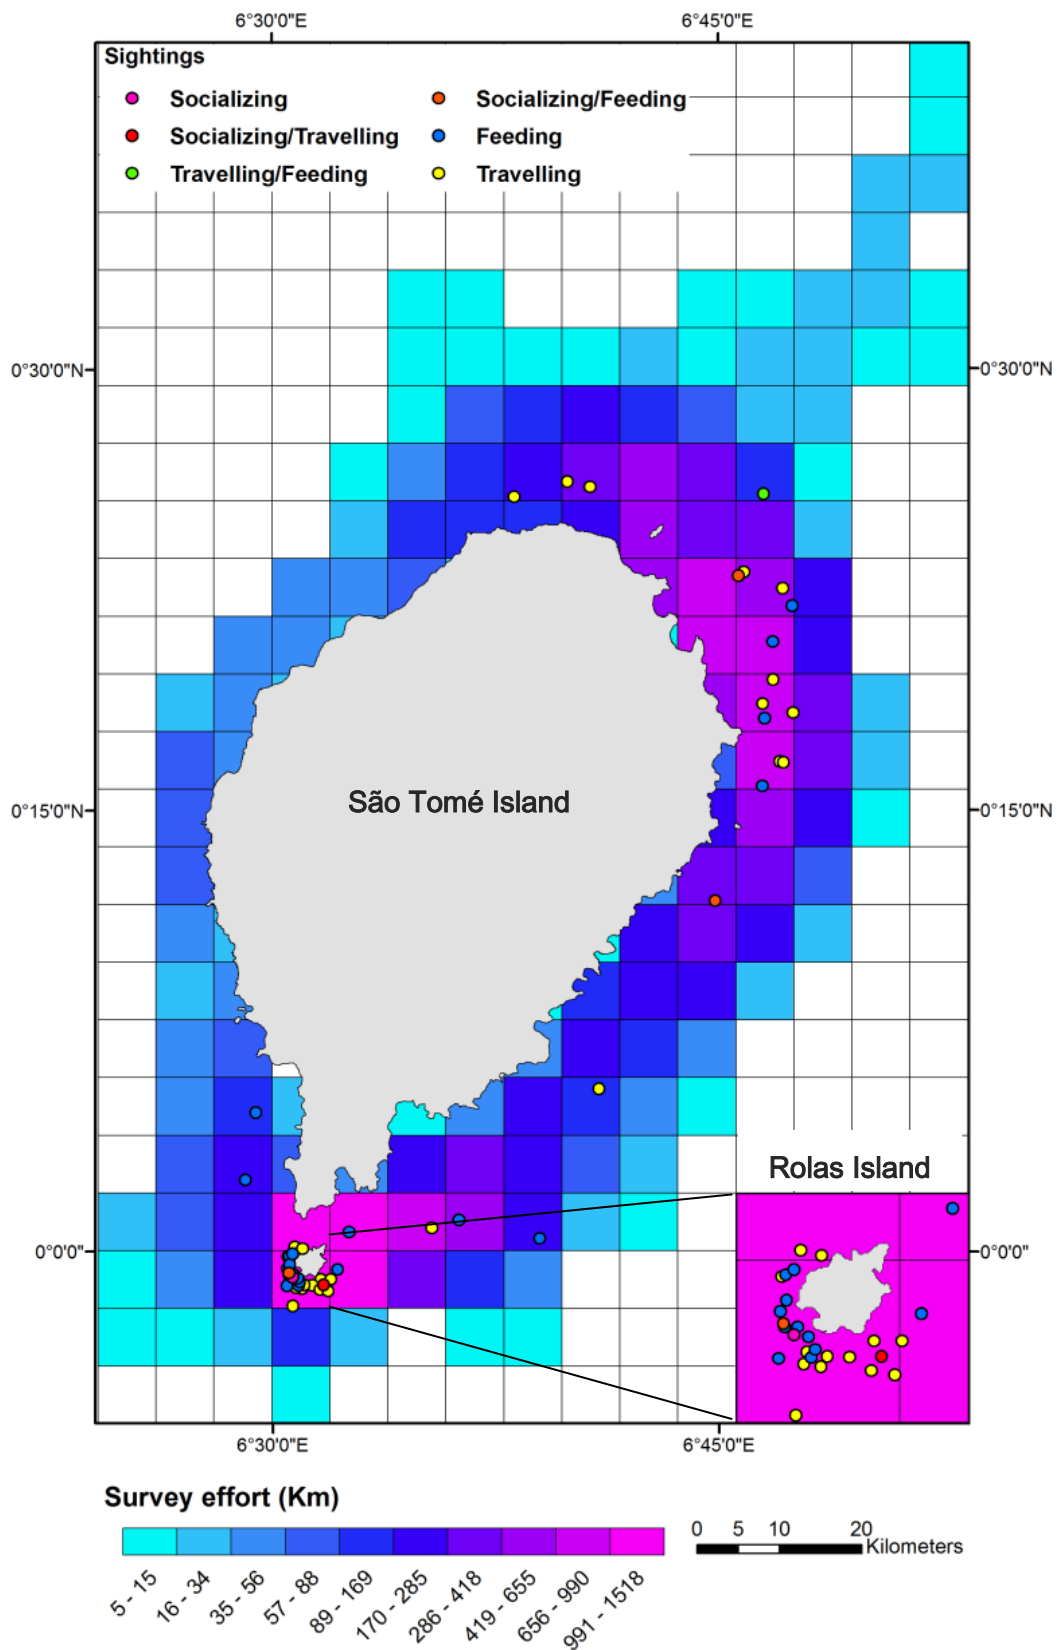 6°30'0"E 6°45'0"E
Sightings
Socializing Socializing/Feeding
Socializing/Travelling Feeding
Travelling/Feeding Travelling
0°30'0"N 0°30'0"N
São Tomé Island
0°15'0"N 0°15'0"N
Rolas Island
0°0'0" 0°0'0"
6°30'0"E 6°45'0"E
Survey effort (Km)
0 5 10 20
Kilometers
5 - 15 16 - 34 35 - 56 57 - 88 89 - 169 170 - 285 286 - 418 419 - 655 656 - 990 991 - 1518